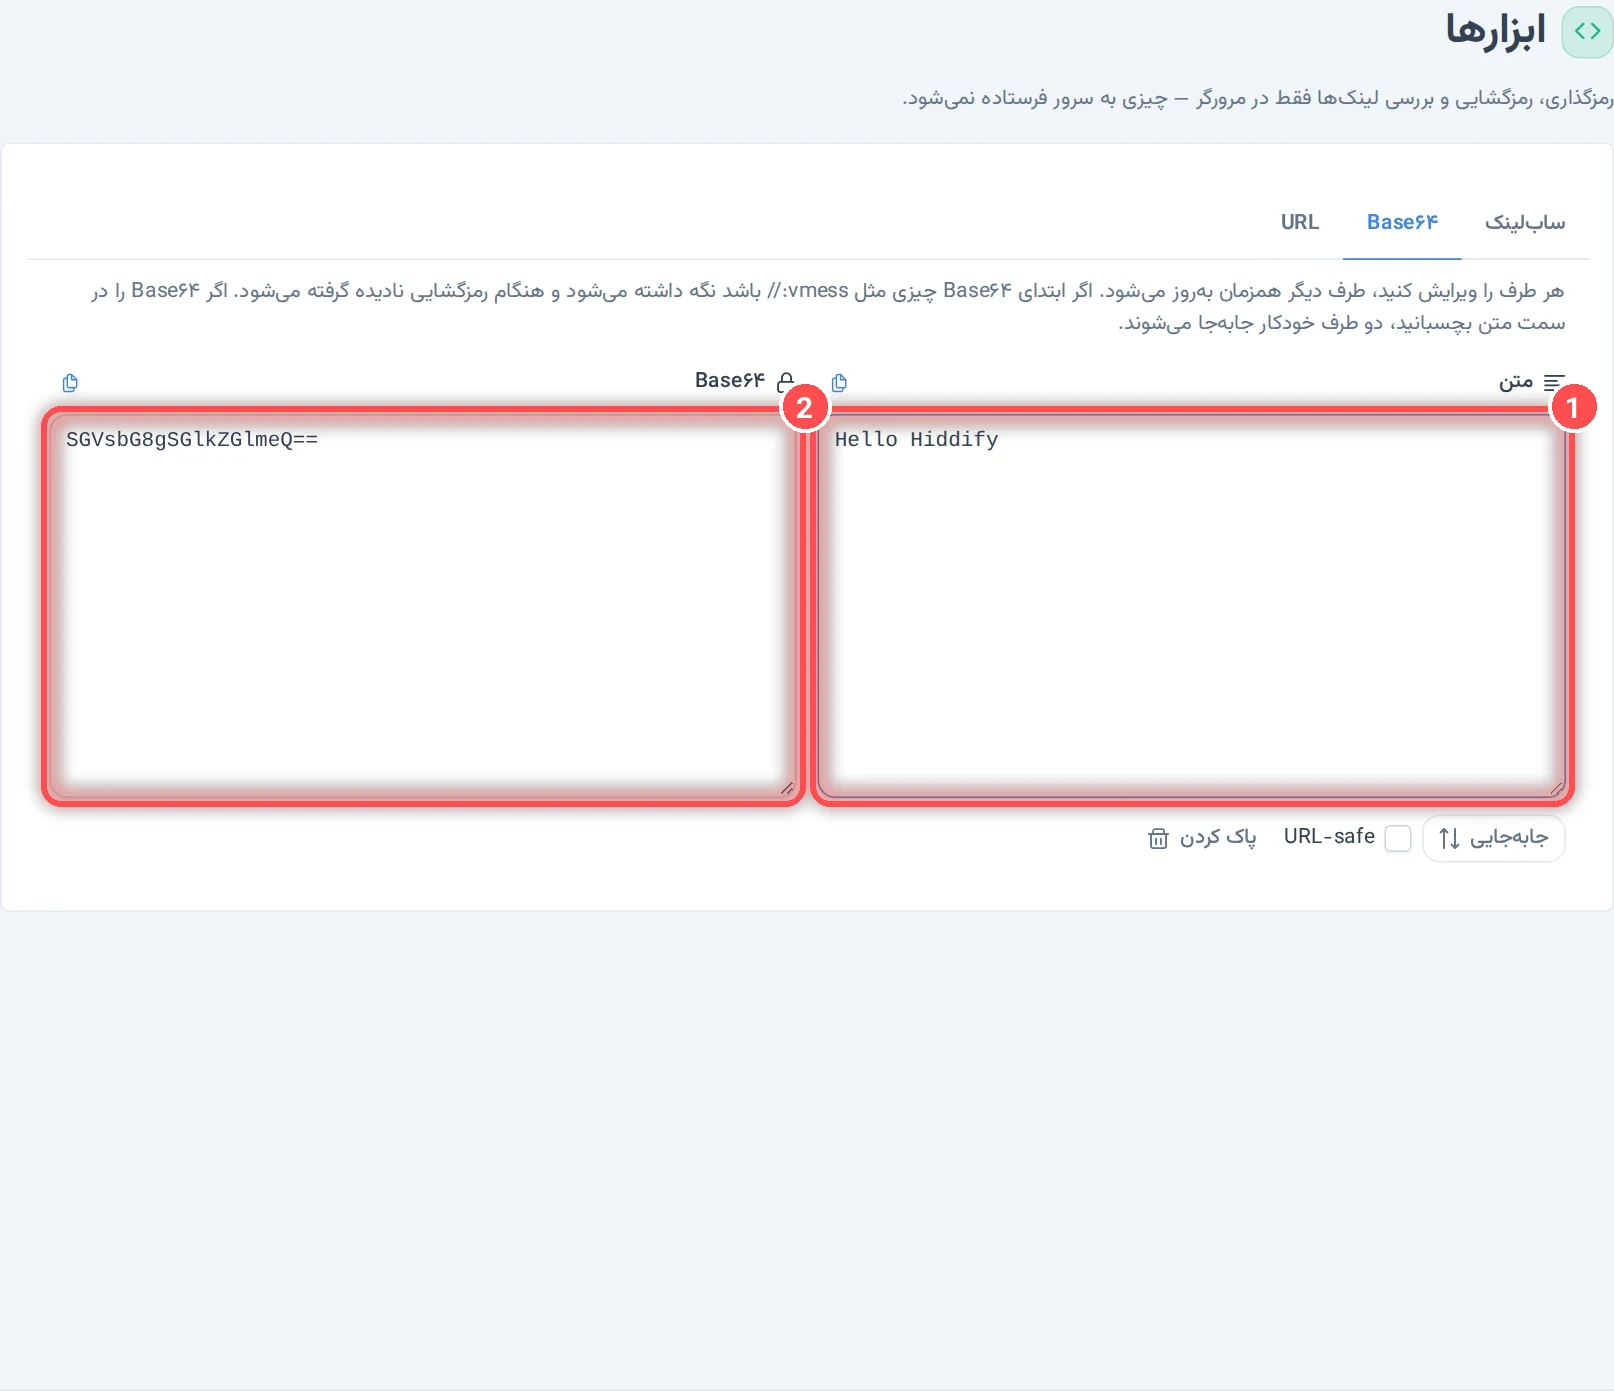 ابزارها
رمزگذاری، رمزگشایی و بررسی لینک‌ها فقط در مرورگر — چیزی به سرور فرستاده نمی‌شود.
ساب‌لینک
Base۶۴
URL
هر طرف را ویرایش کنید، طرف دیگر همزمان به‌روز می‌شود. اگر ابتدای Base۶۴ چیزی مثل vmess:// باشد نگه داشته می‌شود و هنگام رمزگشایی نادیده گرفته می‌شود. اگر Base۶۴ را در
سمت متن بچسبانید، دو طرف خودکار جابه‌جا می‌شوند.
متن
1
Hello Hiddify
Base۶۴
2
SGVsbG8gSGlkZGlmeQ==
جابه‌جایی
URL-safe
پاک کردن